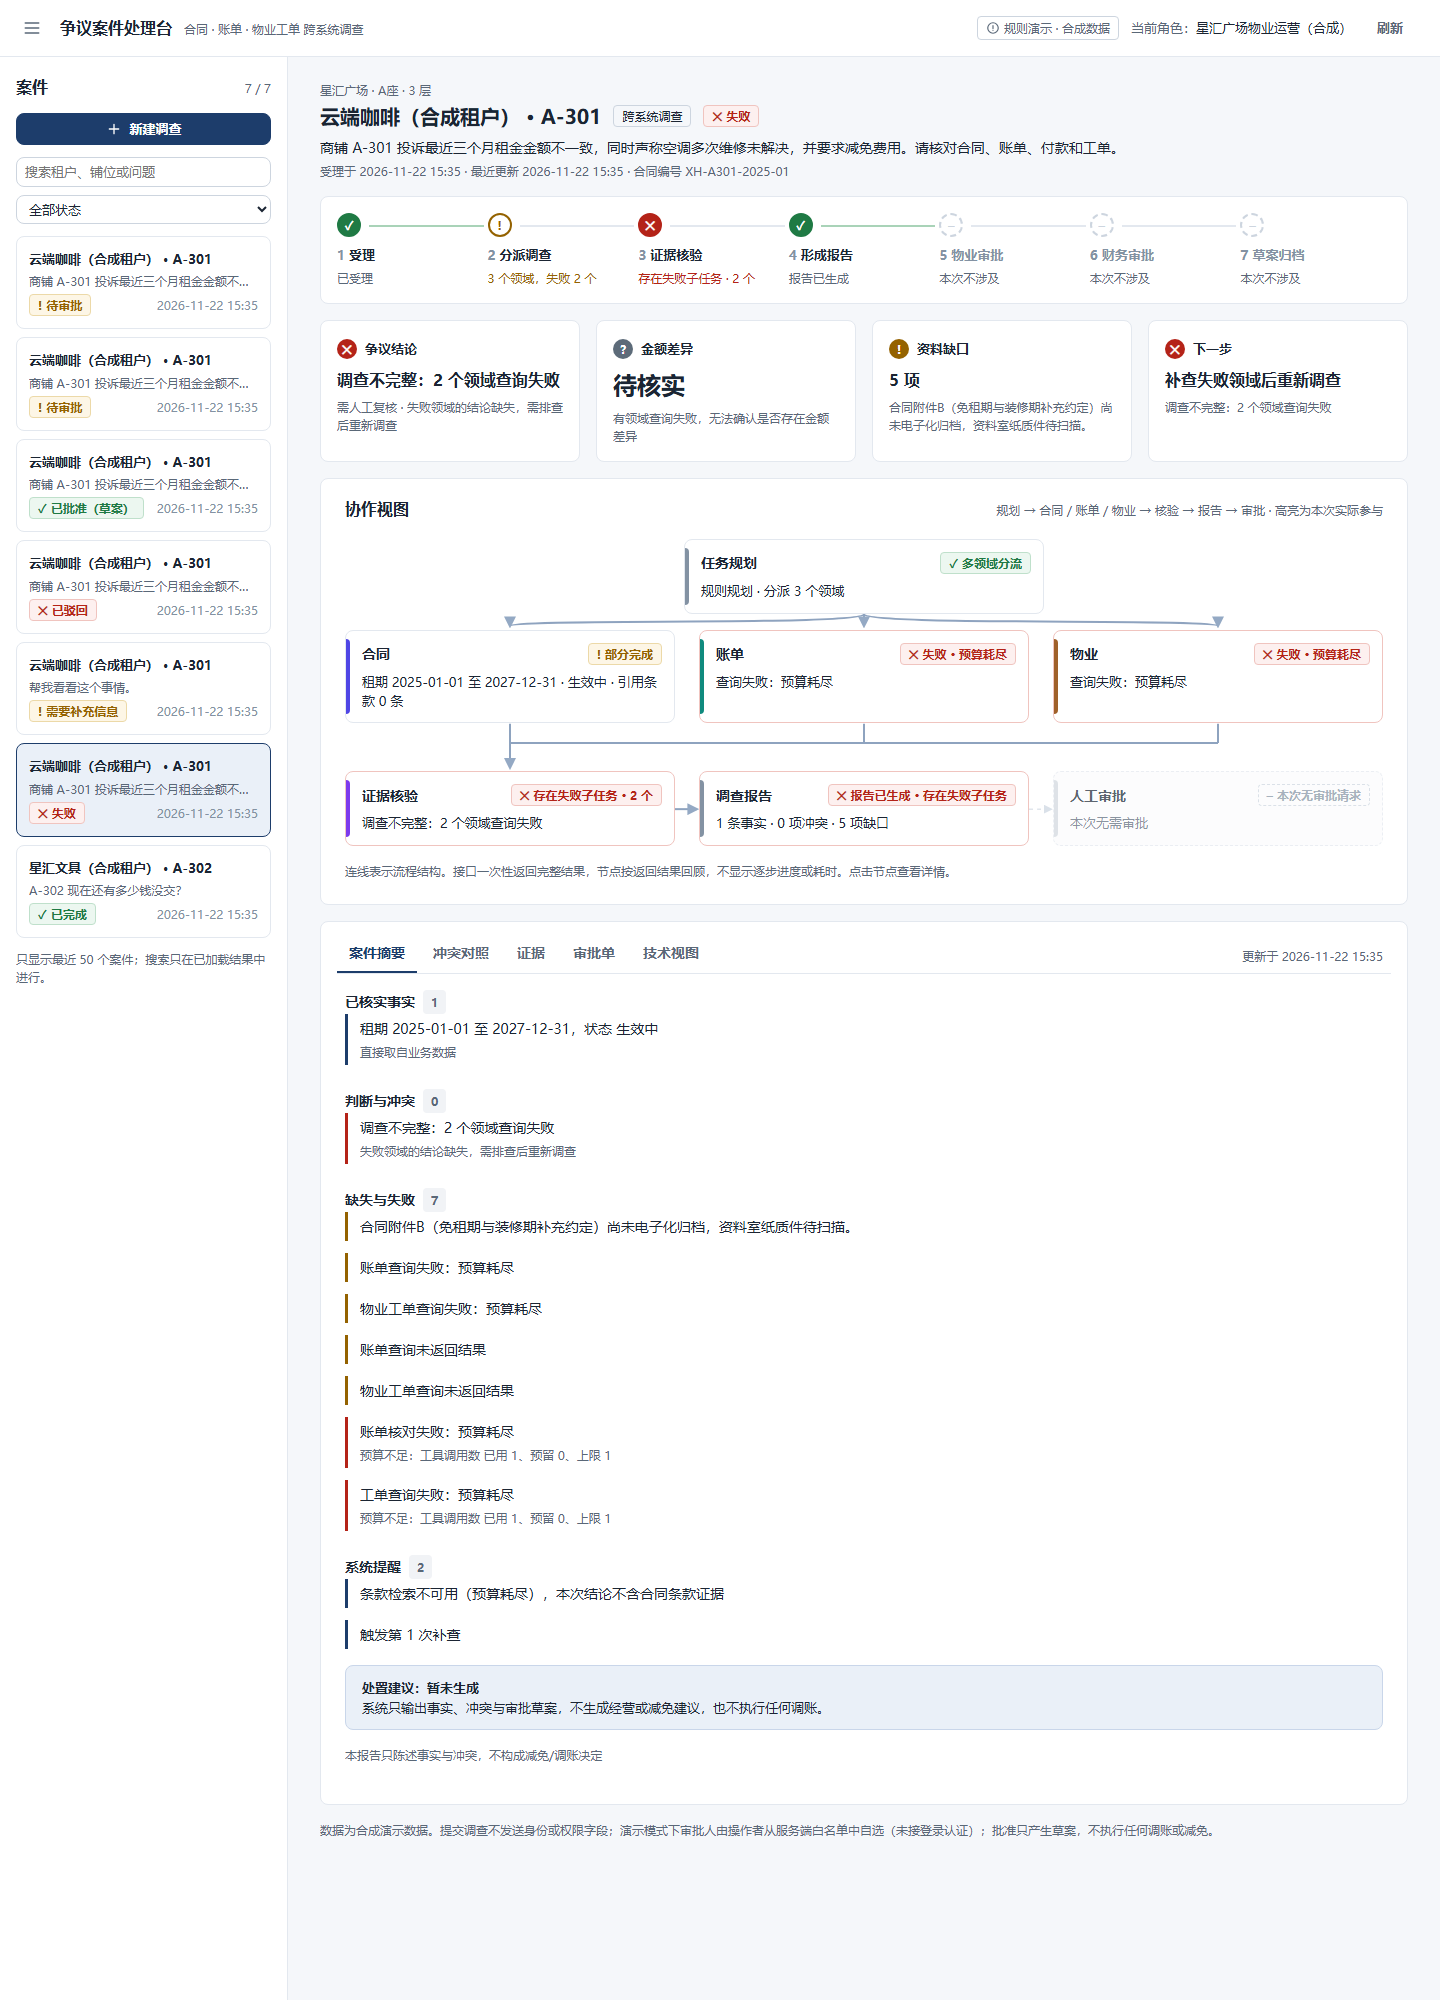 争议案件处理台 合同 · 账单 · 物业工单 跨系统调查
规则演示 · 合成数据 当前角色：星汇广场物业运营（合成） 刷新
案件 7 / 7
＋ 新建调查
搜索租户、铺位或问题
全部状态
云端咖啡（合成租户） • A-301
商铺 A-301 投诉最近三个月租金金额不…
! 待审批 2026-11-22 15:35
云端咖啡（合成租户） • A-301
商铺 A-301 投诉最近三个月租金金额不…
! 待审批 2026-11-22 15:35
云端咖啡（合成租户） • A-301
商铺 A-301 投诉最近三个月租金金额不…
✓ 已批准（草案） 2026-11-22 15:35
云端咖啡（合成租户） • A-301
商铺 A-301 投诉最近三个月租金金额不…
✕ 已驳回 2026-11-22 15:35
云端咖啡（合成租户） • A-301
帮我看看这个事情。
! 需要补充信息 2026-11-22 15:35
云端咖啡（合成租户） • A-301
商铺 A-301 投诉最近三个月租金金额不…
✕ 失败 2026-11-22 15:35
星汇文具（合成租户） • A-302
A-302 现在还有多少钱没交？
✓ 已完成 2026-11-22 15:35
只显示最近 50 个案件；搜索只在已加载结果中
进行。
星汇广场 · A座 · 3 层
云端咖啡（合成租户） • A-301 跨系统调查 ✕ 失败
商铺 A-301 投诉最近三个月租金金额不一致，同时声称空调多次维修未解决，并要求减免费用。请核对合同、账单、付款和工单。
受理于 2026-11-22 15:35 · 最近更新 2026-11-22 15:35 · 合同编号 XH-A301-2025-01
1 受理 2 分派调查 3 证据核验 4 形成报告 5 物业审批 6 财务审批 7 草案归档
已受理 3 个领域，失败 2 个 存在失败子任务 · 2 个 报告已生成 本次不涉及 本次不涉及 本次不涉及
争议结论
调查不完整：2 个领域查询失败
需人工复核 · 失败领域的结论缺失，需排查
后重新调查
? 金额差异
待核实
有领域查询失败，无法确认是否存在金额
差异
! 资料缺口
5 项
合同附件B（免租期与装修期补充约定）尚
未电子化归档，资料室纸质件待扫描。
下一步
补查失败领域后重新调查
调查不完整：2 个领域查询失败
协作视图 规划 → 合同 / 账单 / 物业 → 核验 → 报告 → 审批 · 高亮为本次实际参与
任务规划 ✓ 多领域分流
规则规划 · 分派 3 个领域
合同 ! 部分完成
租期 2025-01-01 至 2027-12-31 · 生效中 · 引用条
款 0 条
账单 ✕ 失败 • 预算耗尽
查询失败：预算耗尽
物业 ✕ 失败 • 预算耗尽
查询失败：预算耗尽
证据核验 ✕ 存在失败子任务 • 2 个
调查不完整：2 个领域查询失败
调查报告 ✕ 报告已生成 • 存在失败子任务
1 条事实 · 0 项冲突 · 5 项缺口
人工审批 – 本次无审批请求
本次无需审批
连线表示流程结构。接口一次性返回完整结果，节点按返回结果回顾，不显示逐步进度或耗时。点击节点查看详情。
案件摘要 冲突对照 证据 审批单 技术视图 更新于 2026-11-22 15:35
已核实事实 1
租期 2025-01-01 至 2027-12-31，状态 生效中
直接取自业务数据
判断与冲突 0
调查不完整：2 个领域查询失败
失败领域的结论缺失，需排查后重新调查
缺失与失败 7
合同附件B（免租期与装修期补充约定）尚未电子化归档，资料室纸质件待扫描。
账单查询失败：预算耗尽
物业工单查询失败：预算耗尽
账单查询未返回结果
物业工单查询未返回结果
账单核对失败：预算耗尽
预算不足：工具调用数 已用 1、预留 0、上限 1
工单查询失败：预算耗尽
预算不足：工具调用数 已用 1、预留 0、上限 1
系统提醒 2
条款检索不可用（预算耗尽），本次结论不含合同条款证据
触发第 1 次补查
处置建议：暂未生成
系统只输出事实、冲突与审批草案，不生成经营或减免建议，也不执行任何调账。
本报告只陈述事实与冲突，不构成减免/调账决定
数据为合成演示数据。提交调查不发送身份或权限字段；演示模式下审批人由操作者从服务端白名单中自选（未接登录认证）；批准只产生草案，不执行任何调账或减免。